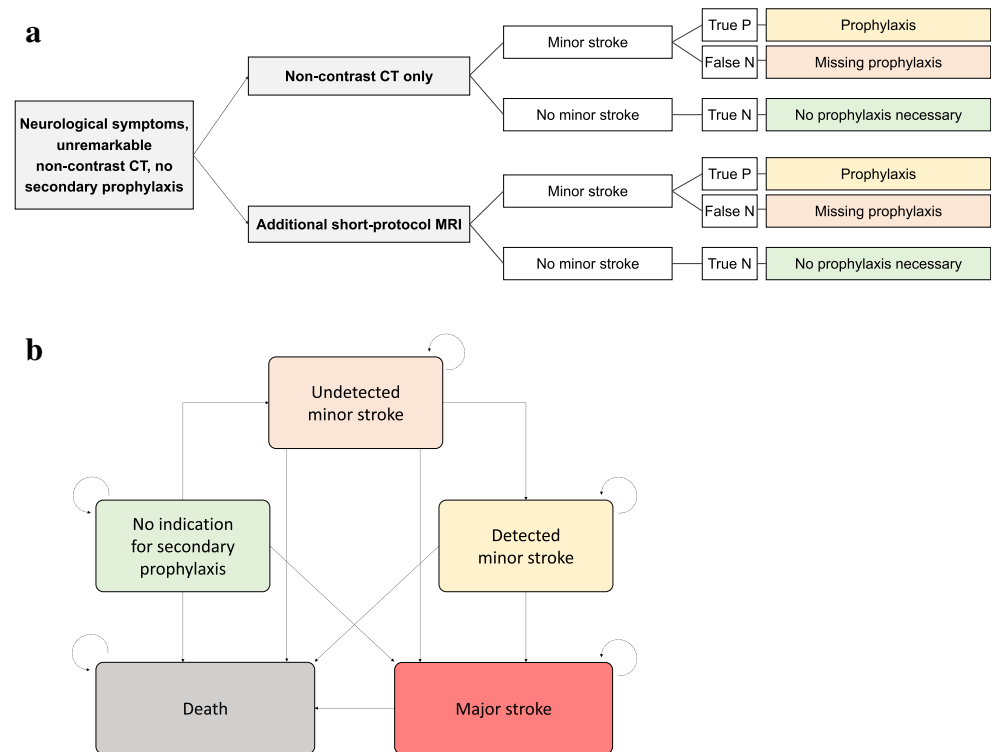 a
Neurological symptoms,
unremarkable
non-contrast CT, no
secondary prophylaxis
Non-contrast CT only
Minor stroke
True P
Prophylaxis
False N
Missing prophylaxis
No minor stroke
True N
No prophylaxis necessary
Additional short-protocol MRI
Minor stroke
True P
Prophylaxis
False N
Missing prophylaxis
No minor stroke
True N
No prophylaxis necessary
b
Undetected
minor stroke
No indication
for secondary
prophylaxis
Detected
minor stroke
Death
Major stroke